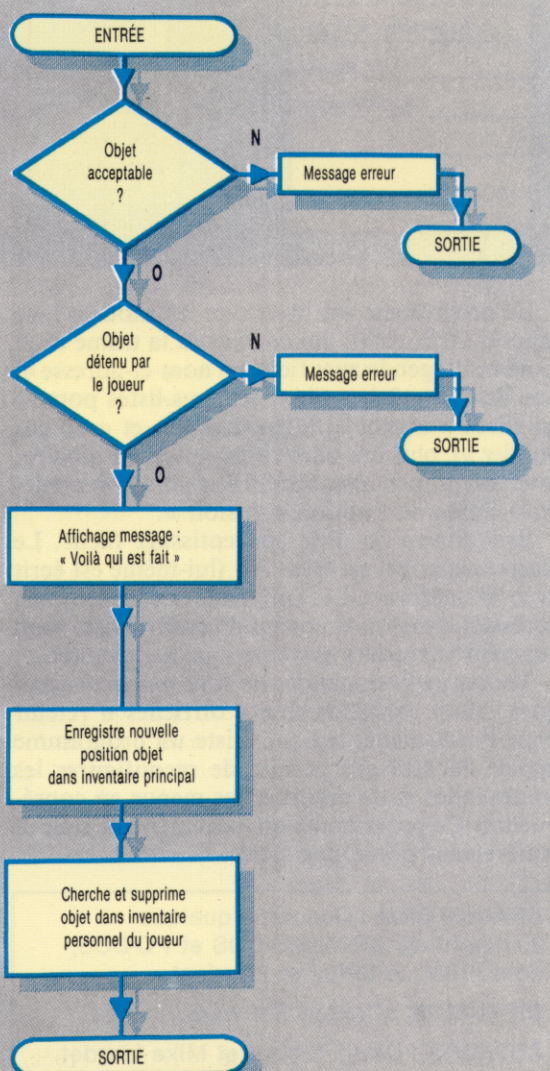 ENTRÉE
Objet
acceptable
?
N
Message erreur
SORTIE
O
Objet
détenu par
le joueur
?
N
Message erreur
SORTIE
O
Affichage message :
« Voilà qui est fait »
Enregistre nouvelle
position objet
dans inventaire principal
Cherche et supprime
objet dans inventaire
personnel du joueur
SORTIE